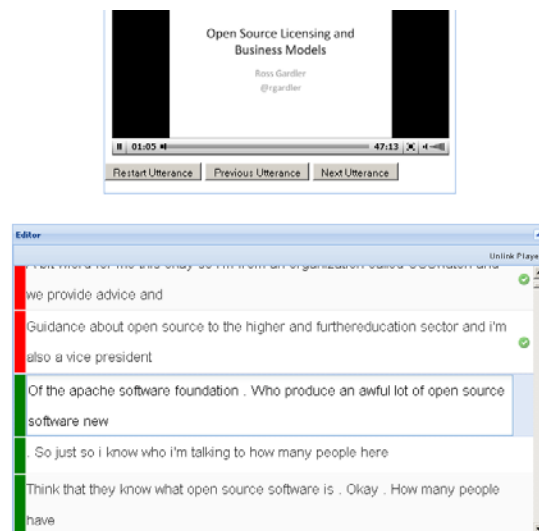 Open Source Licensing and
Business Models
Ross Gardler
@rgardler
01:05
47:13
Restart Utterance Previous Utterance Next Utterance
Editor
Unlink Playe
we provide advice and
Guidance about open source to the higher and furthereducation sector and i'm
also a vice president
Of the apache software foundation . Who produce an awful lot of open source
software new
. So just so i know who i'm talking to how many people here
Think that they know what open source software is . Okay . How many people
have